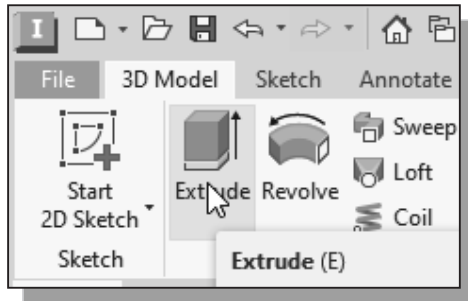 I
File 3D Model Sketch Annotate
Start
2D Sketch
Extrude
Revolve
Sweep
Loft
Coil
Sketch
Extrude (E)